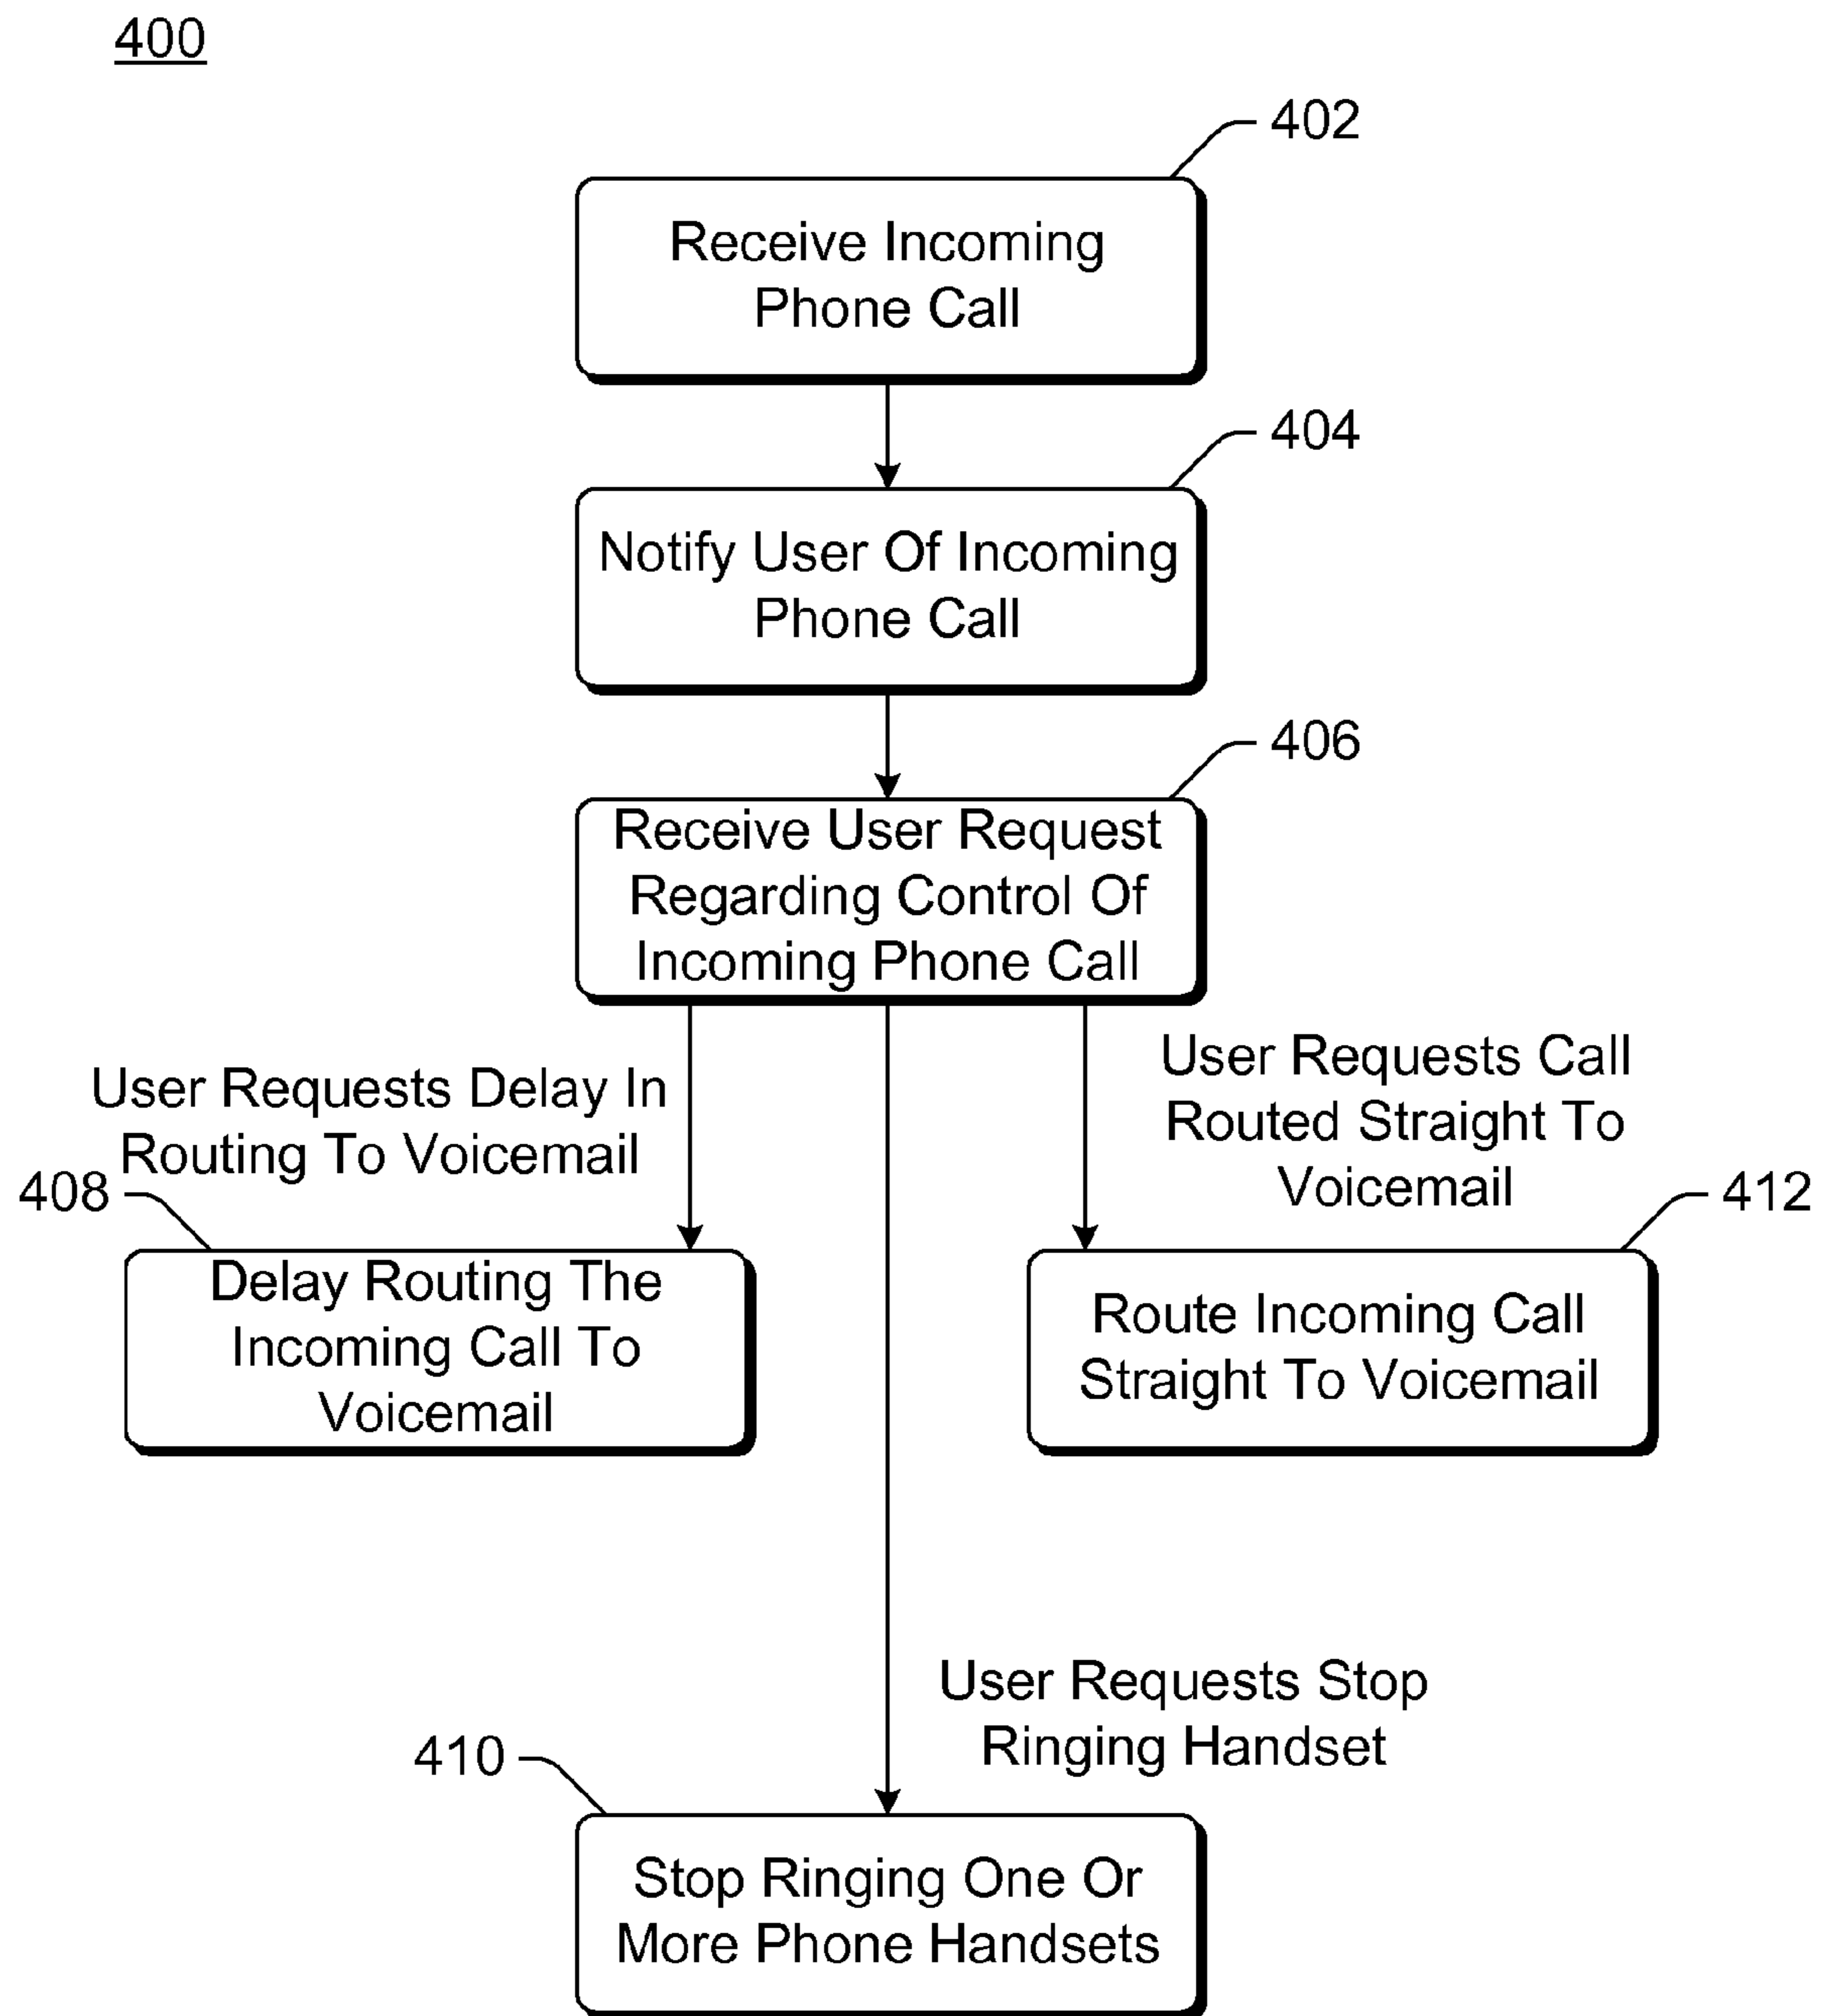 400
402
Receive Incoming
Phone Call
404
Notify User Of Incoming
Phone Call
406
Receive User Request
Regarding Control Of
Incoming Phone Call
User Requests Delay In
Routing To Voicemail
User Requests Call
Routed Straight To
Voicemail
408
412
Delay Routing The
Incoming Call To
Voicemail
Route Incoming Call
Straight To Voicemail
User Requests Stop
Ringing Handset
410
Stop Ringing One Or
More Phone Handsets